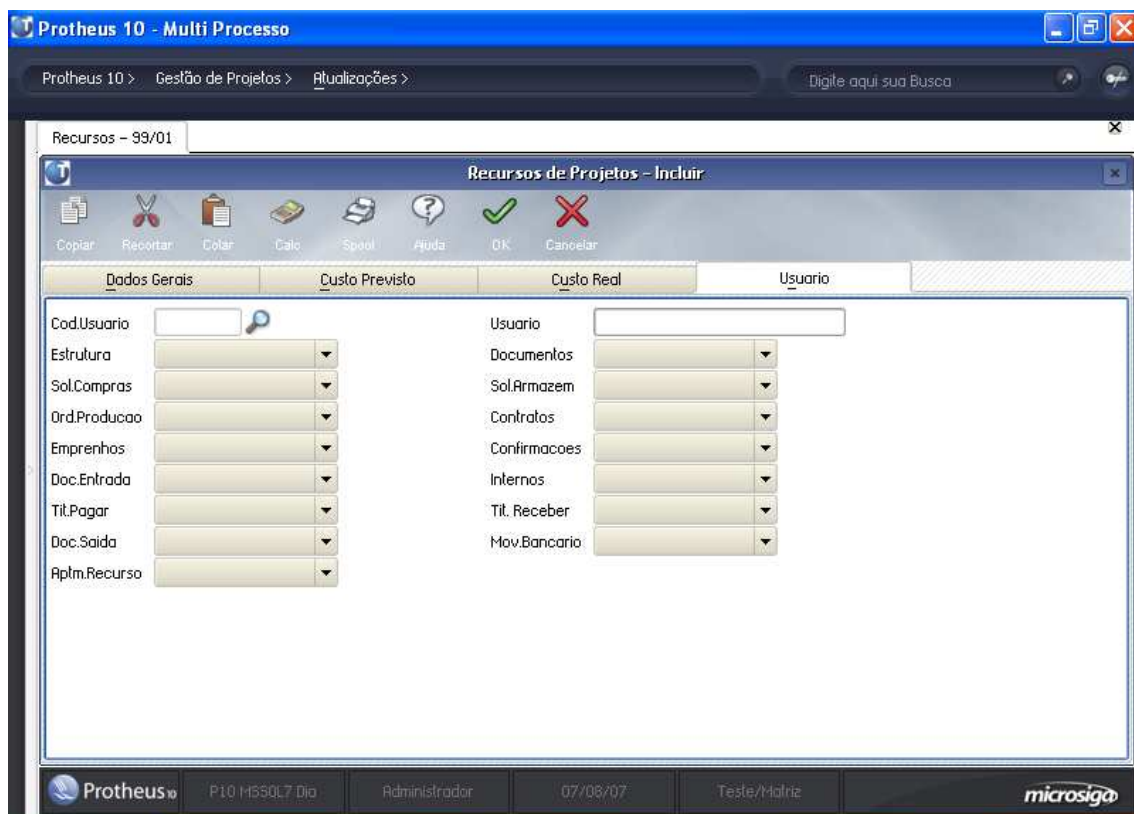 Protheus 10 - Multi Processo
Protheus 10 > Gestão de Projetos > Atualizações >
Digite aqui sua Busca
Recursos – 99/01
Recursos de Projetos – Incluir
Copiar Recortar Colar Calc Spool Ajuda OK Cancelar
Dados Gerais Custo Previsto Custo Real Usuario
Cod.Usuario Usuario
Estrutura Documentos
Sol.Compras Sol.Armazem
Ord.Producao Contratos
Emprenhos Confirmacoes
Doc.Entrada Internos
Tit.Pagar Tit. Receber
Doc.Saida Mov.Bancario
Aptm.Recurso
Protheus 10 P10 MSSQL7 Dio Administrador 07/08/07 Teste/Matriz microsiga